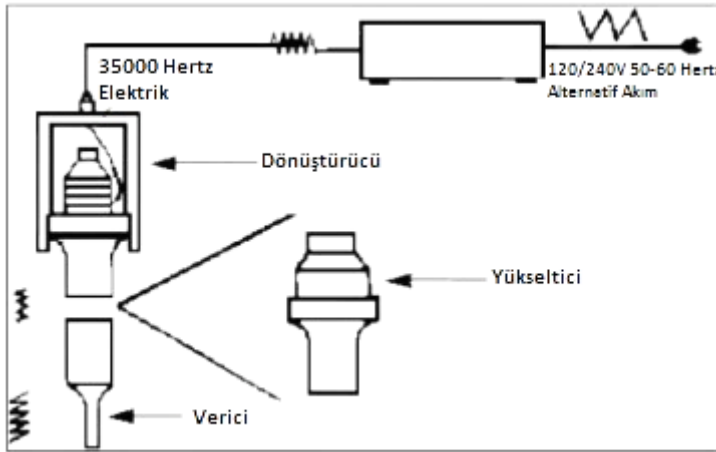 35000 Hertz
Elektrik
120/240V 50-60 Hertz
Alternatif Akım
Dönüştürücü
Yükseltici
Verici